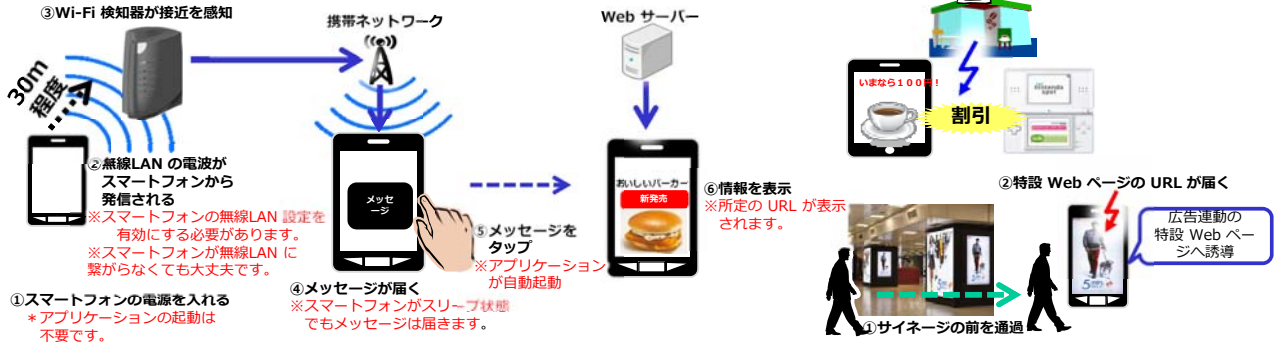 ③Wi-Fi 検知器が接近を感知
30m
程度
②無線LAN の電波が
スマートフォンから
発信される
※スマートフォンの無線LAN 設定を
有効にする必要があります。
※スマートフォンが無線LAN に
繋がらなくても大丈夫です。
①スマートフォンの電源を入れる
＊アプリケーションの起動は
不要です。
携帯ネットワーク
メッセ
ージ
④メッセージが届く
※スマートフォンがスリープ状態
でもメッセージは届きます。
⑤メッセージを
タップ
※アプリケーション
が自動起動
Web サーバー
おいしいバーガー
新発売
⑥情報を表示
※所定の URL が表示
されます。
いまなら１００円！
割引
②特設 Web ページの URL が届く
広告連動の
特設 Web ペー
ジへ誘導
①サイネージの前を通過